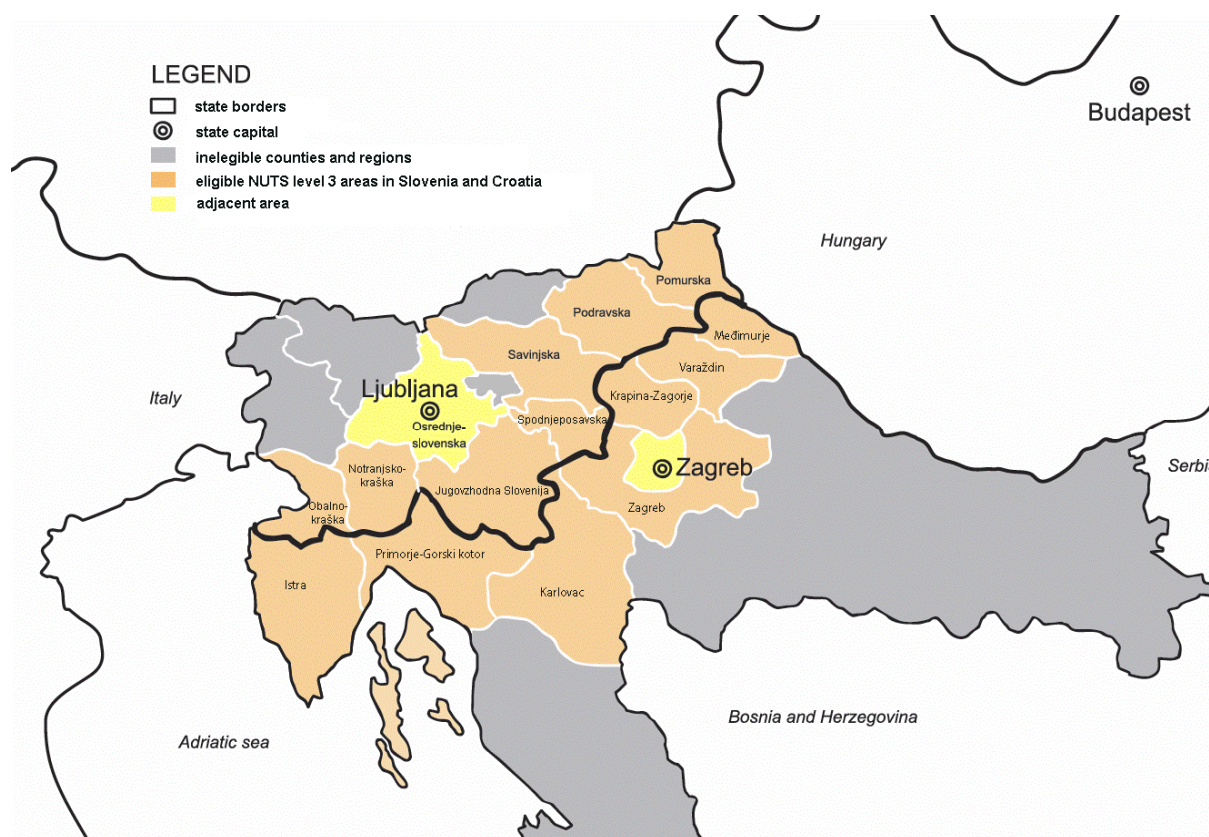 LEGEND
state borders
state capital
inelegible counties and regions
eligible NUTS level 3 areas in Slovenia and Croatia
adjacent area
Budapest
Hungary
Pomurska
Podravska
Međimurje
Savinjska
Varaždin
Italy
Ljubljana
Krapina-Zagorje
Osrednje-
slovenska
Spodnjeposavska
Zagreb
Serbi
Notranjsko-
kraška
Jugovzhodna Slovenija
Obalno-
kraška
Zagreb
Primorje-Gorski kotor
Istra
Karlovac
Bosnia and Herzegovina
Adriatic sea